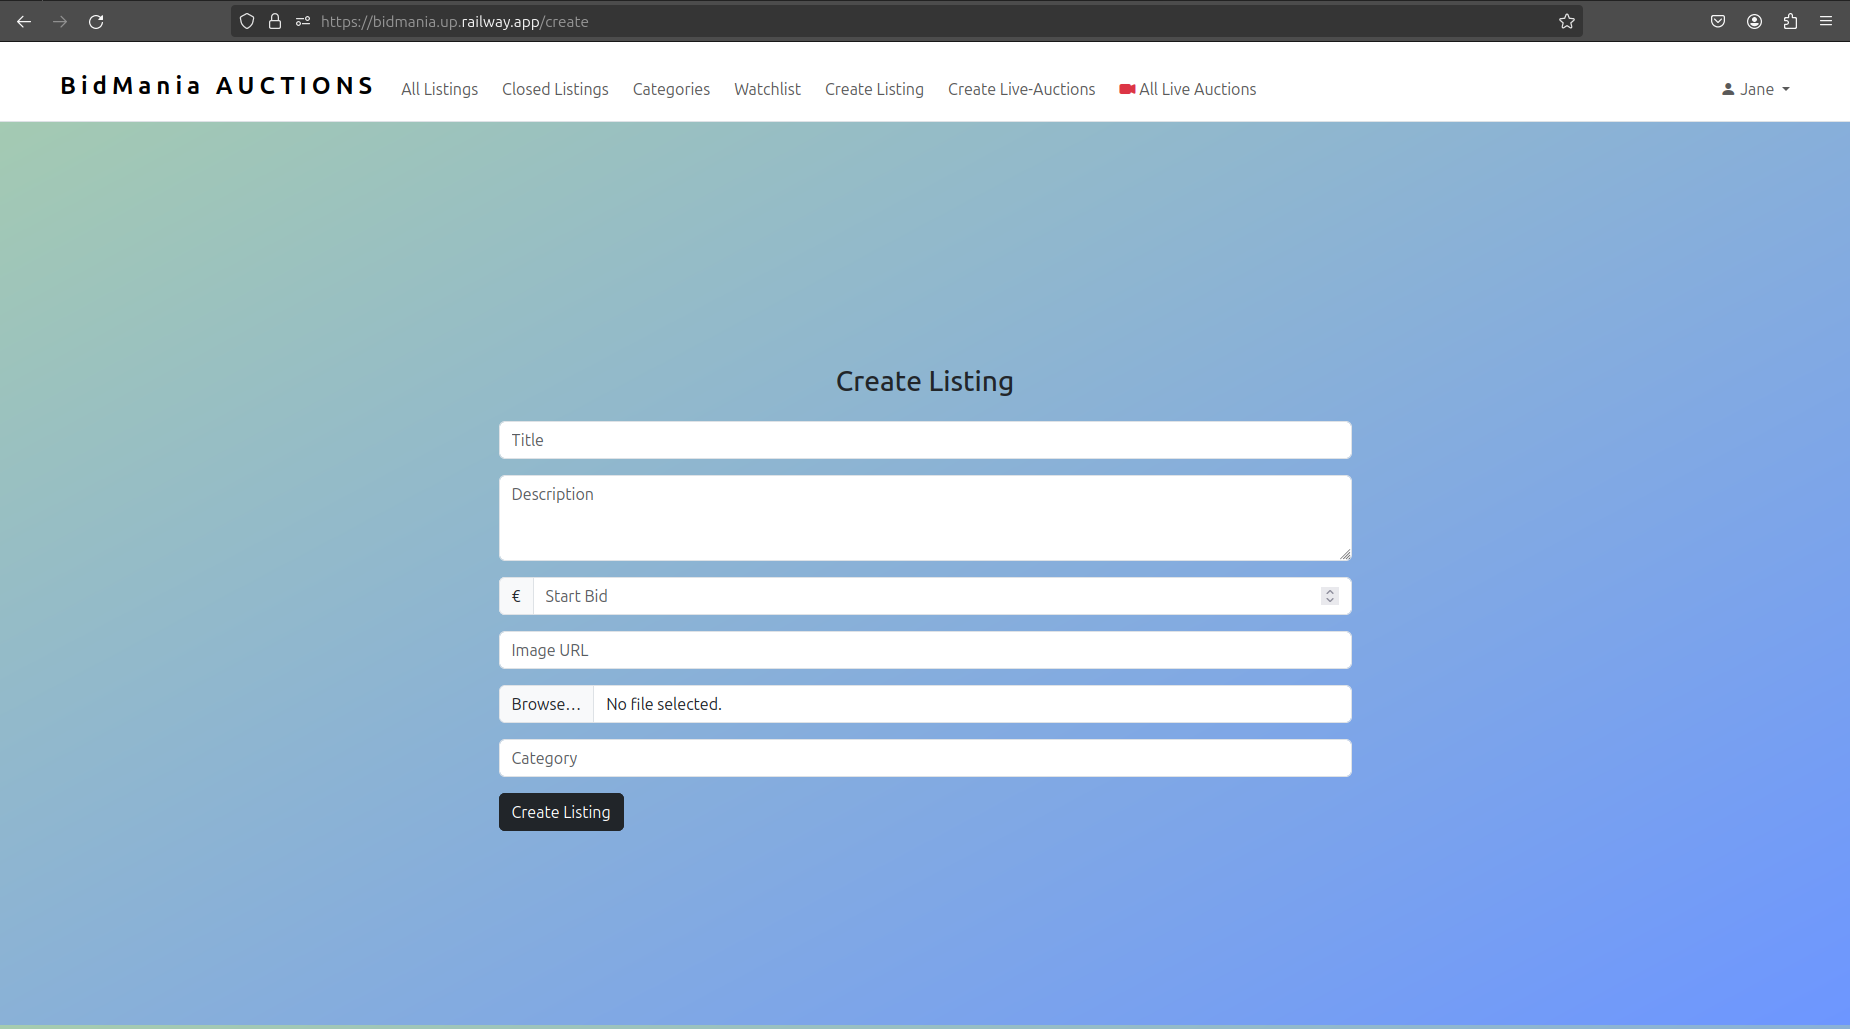 https://bidmania.up.railway.app/create
BidMania AUCTIONS All Listings Closed Listings Categories Watchlist Create Listing Create Live-Auctions All Live Auctions Jane
Create Listing
Title
Description
€ Start Bid
Image URL
Browse... No file selected.
Category
Create Listing